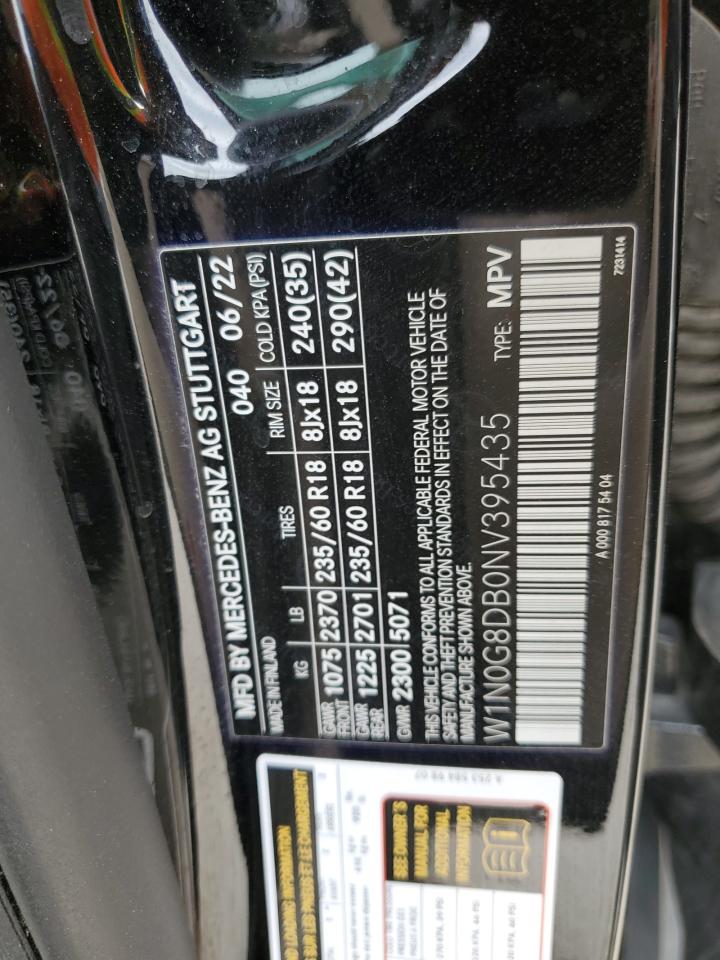 MFD BY MERCEDES-BENZ AG STUTTGART
MADE IN FINLAND 040 06/22
KG LB TIRES RIM SIZE COLD KPA (PSI)
GAWR FRONT 1075 2370 235/60 R18 8Jx18 240(35)
GAWR REAR 1225 2701 235/60 R18 8Jx18 290(42)
GVWR 2300 5071
THIS VEHICLE CONFORMS TO ALL APPLICABLE FEDERAL MOTOR VEHICLE
SAFETY AND THEFT PREVENTION STANDARDS IN EFFECT ON THE DATE OF
MANUFACTURE SHOWN ABOVE.
W1N0G8DB0NV395435 TYPE: MPV
A 000 817 54 04 7231414
LOADING INFORMATION
SEE OWNER'S
MANUAL FOR
ADDITIONAL
INFORMATION